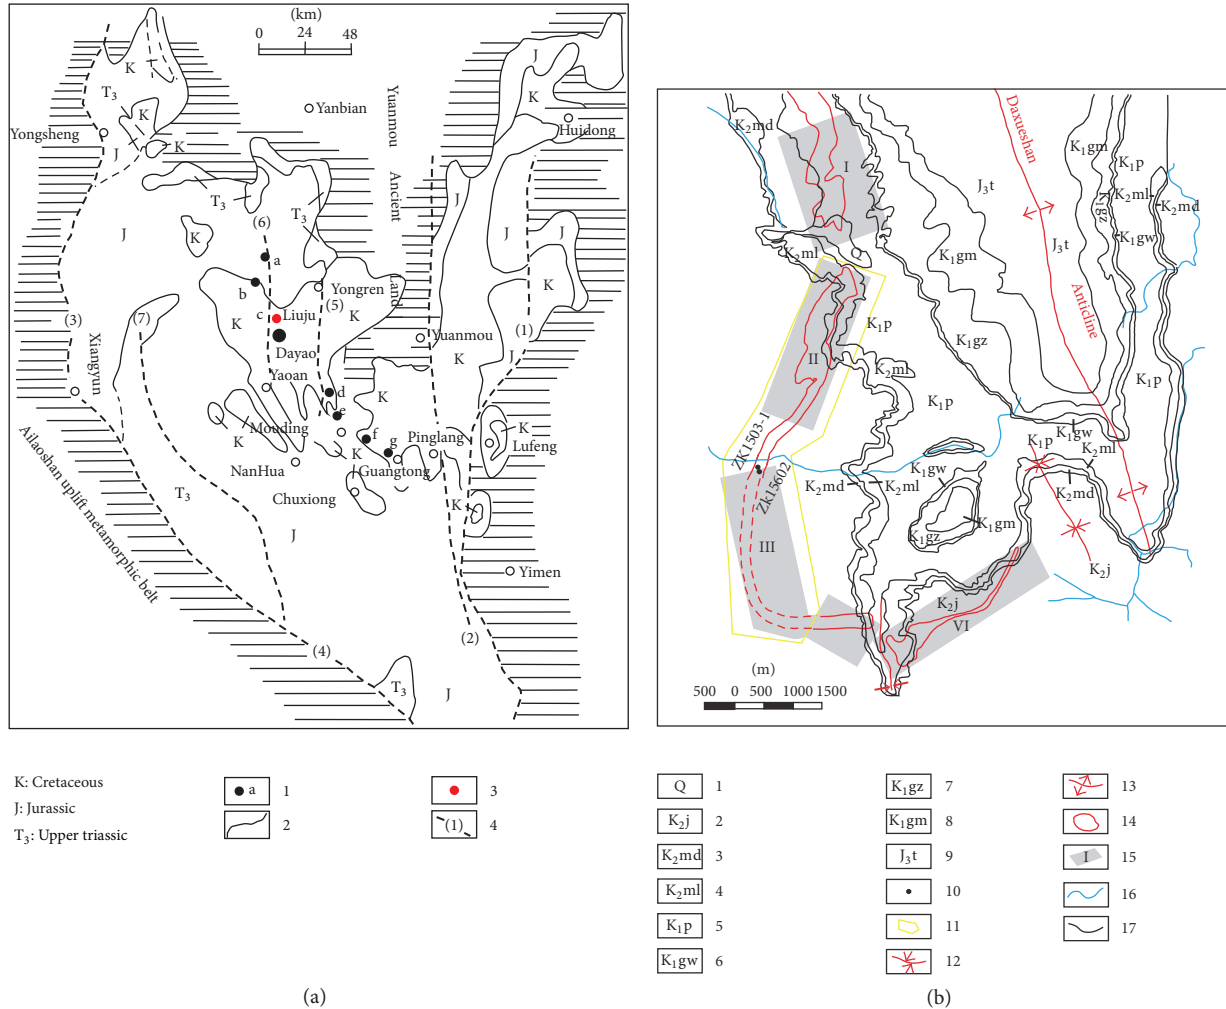 (km)
0 24 48
K
T3
K
Yongsheng
J
K
Yanbian
Yuanmou
Ancient
Land
J
K
Huidong
T3
(6)
T3
J
K
J
J
J
a
b
Yongren
(5)
K
c
Liuju
K
K
Dayao
(3)
(7)
Xiangyun
Yuanmou
(1)
K
J
Yaoan
d
K
e
Mouding
K
f
g
Pinglang
K
Lufeng
NanHua
K
Guangtong
J
Chuxiong
K
T3
J
Ailaoshan uplift metamorphic belt
Yimen
(4)
(2)
T3
J
K: Cretaceous
J: Jurassic
T3: Upper triassic
a 1
2
3
(1) 4
(a)
K2md
I
Daxueshan
K1gm
K1p
J3t
K1gz
K2ml
K2md
K1gw
J3t
Q
K2ml
K1gm
Anticline
K1p
K1gz
II
K2ml
K1p
K1p
ZK1503-1
Zk15602
K1gw
K1p
K2ml
K1gw
K2md
K2ml
K2md
K1gm
K1gz
III
K2j
K2j
VI
(m)
500 0 500 1000 1500
Q 1
K2j 2
K2md 3
K2ml 4
K1p 5
K1gw 6
K1gz 7
K1gm 8
J3t 9
10
11
12
13
14
I 15
16
17
(b)